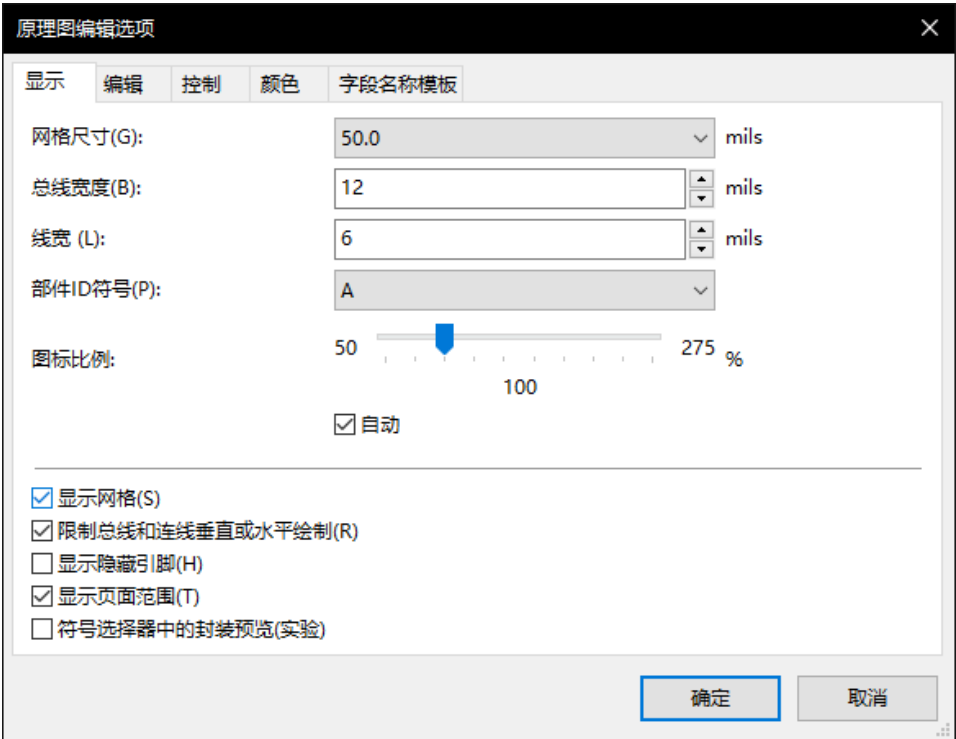 原理图编辑选项
显示 编辑 控制 颜色 字段名称模板
网格尺寸(G): 50.0 mils
总线宽度(B): 12 mils
线宽 (L): 6 mils
部件ID符号(P): A
图标比例: 50 275 %
100
自动
显示网格(S)
限制总线和连线垂直或水平绘制(R)
显示隐藏引脚(H)
显示页面范围(T)
符号选择器中的封装预览(实验)
确定 取消